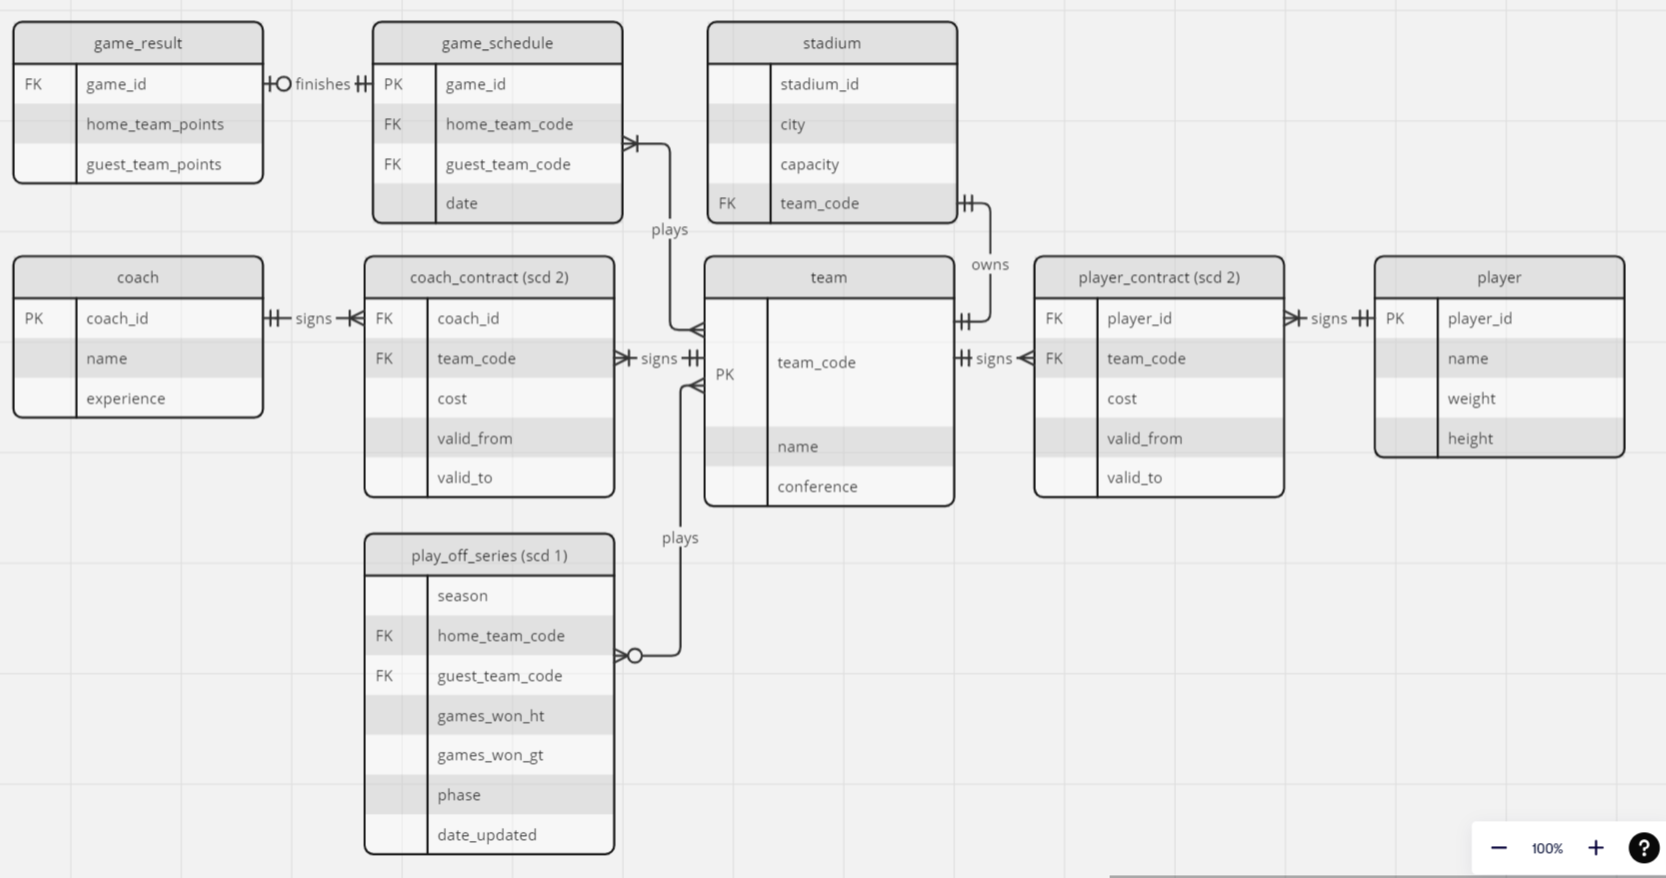 game_result
FK game_id
home_team_points
guest_team_points
finishes
game_schedule
PK game_id
FK home_team_code
FK guest_team_code
date
plays
stadium
stadium_id
city
capacity
FK team_code
owns
coach
PK coach_id
name
experience
signs
coach_contract (scd 2)
FK coach_id
FK team_code
cost
valid_from
valid_to
signs
team
PK team_code
name
conference
signs
player_contract (scd 2)
FK player_id
FK team_code
cost
valid_from
valid_to
signs
player
PK player_id
name
weight
height
plays
play_off_series (scd 1)
season
FK home_team_code
FK guest_team_code
games_won_ht
games_won_gt
phase
date_updated
− 100% + ?